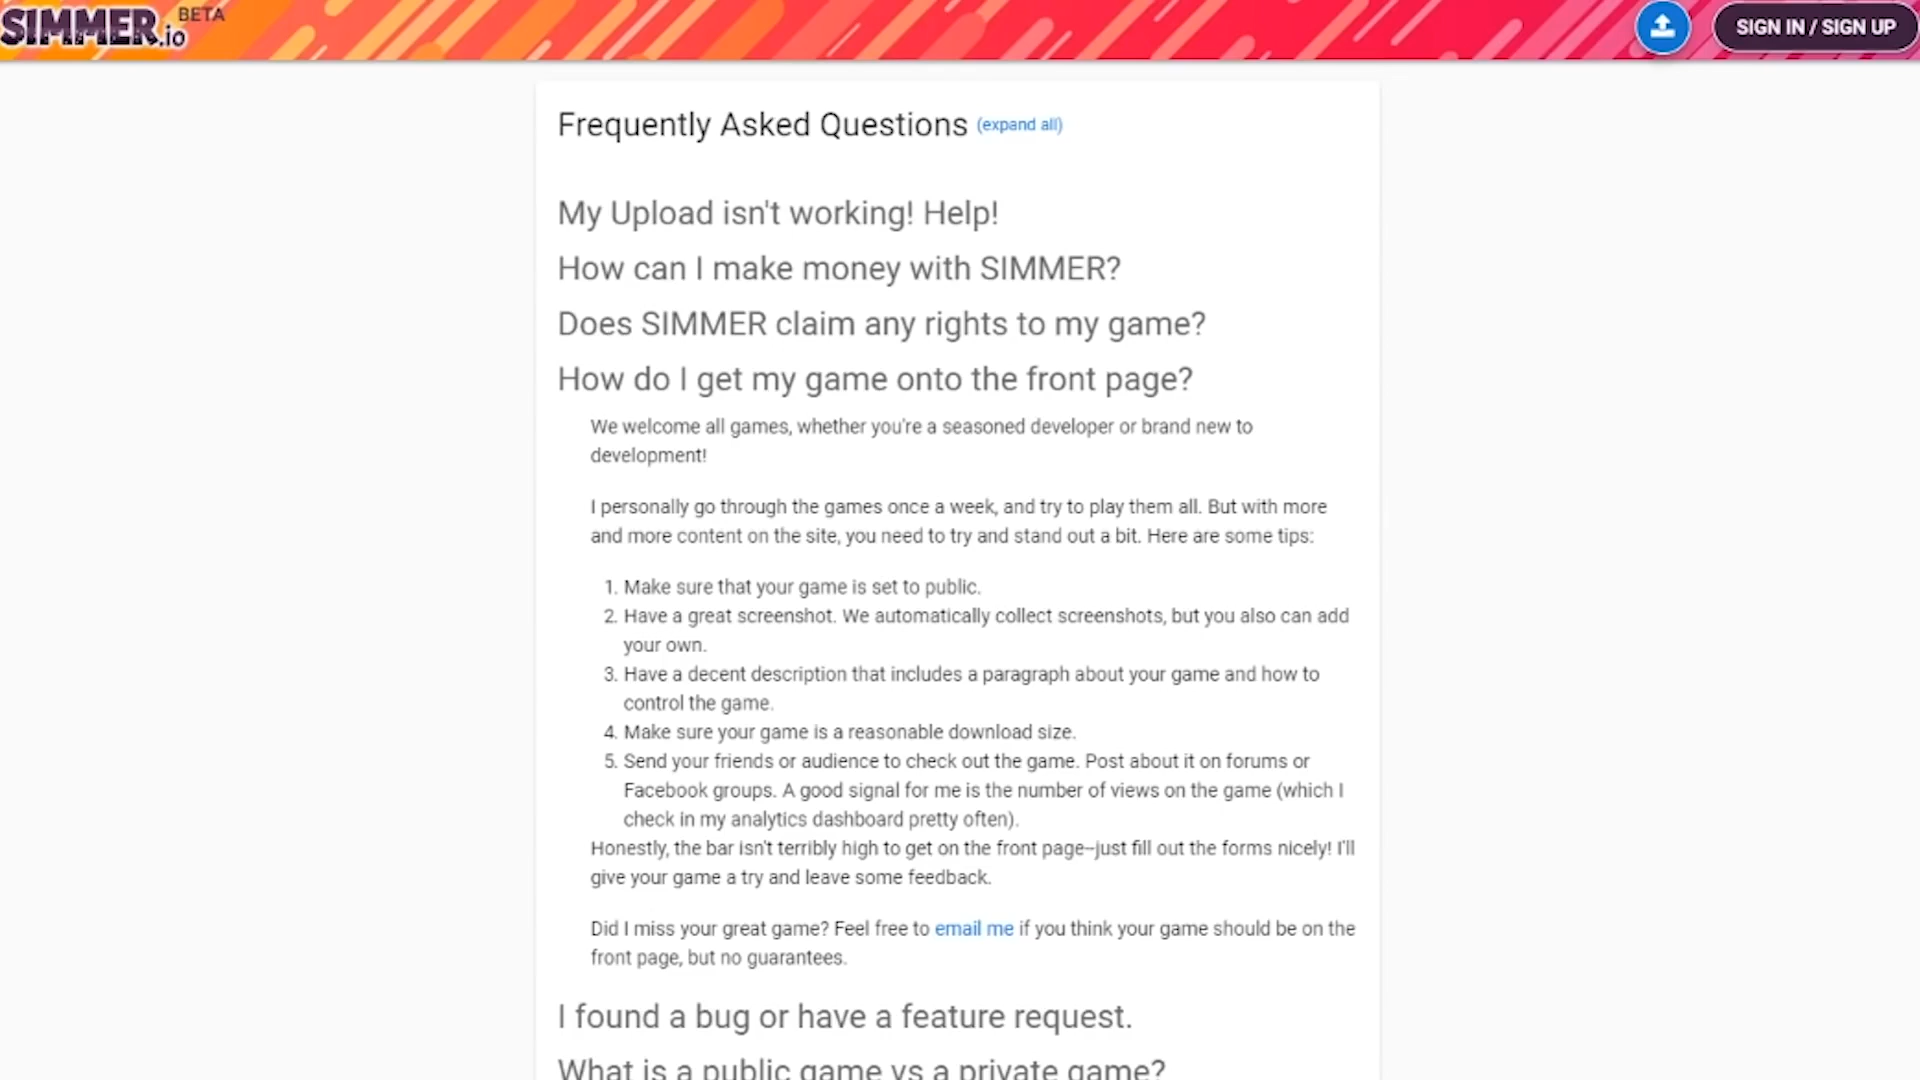 SIMMER.io BETA
SIGN IN / SIGN UP
Frequently Asked Questions (expand all)
My Upload isn't working! Help!
How can I make money with SIMMER?
Does SIMMER claim any rights to my game?
How do I get my game onto the front page?
We welcome all games, whether you're a seasoned developer or brand new to
development!
I personally go through the games once a week, and try to play them all. But with more
and more content on the site, you need to try and stand out a bit. Here are some tips:
1. Make sure that your game is set to public.
2. Have a great screenshot. We automatically collect screenshots, but you also can add
your own.
3. Have a decent description that includes a paragraph about your game and how to
control the game.
4. Make sure your game is a reasonable download size.
5. Send your friends or audience to check out the game. Post about it on forums or
Facebook groups. A good signal for me is the number of views on the game (which I
check in my analytics dashboard pretty often).
Honestly, the bar isn't terribly high to get on the front page--just fill out the forms nicely! I'll
give your game a try and leave some feedback.
Did I miss your great game? Feel free to email me if you think your game should be on the
front page, but no guarantees.
I found a bug or have a feature request.
What is a public game vs a private game?